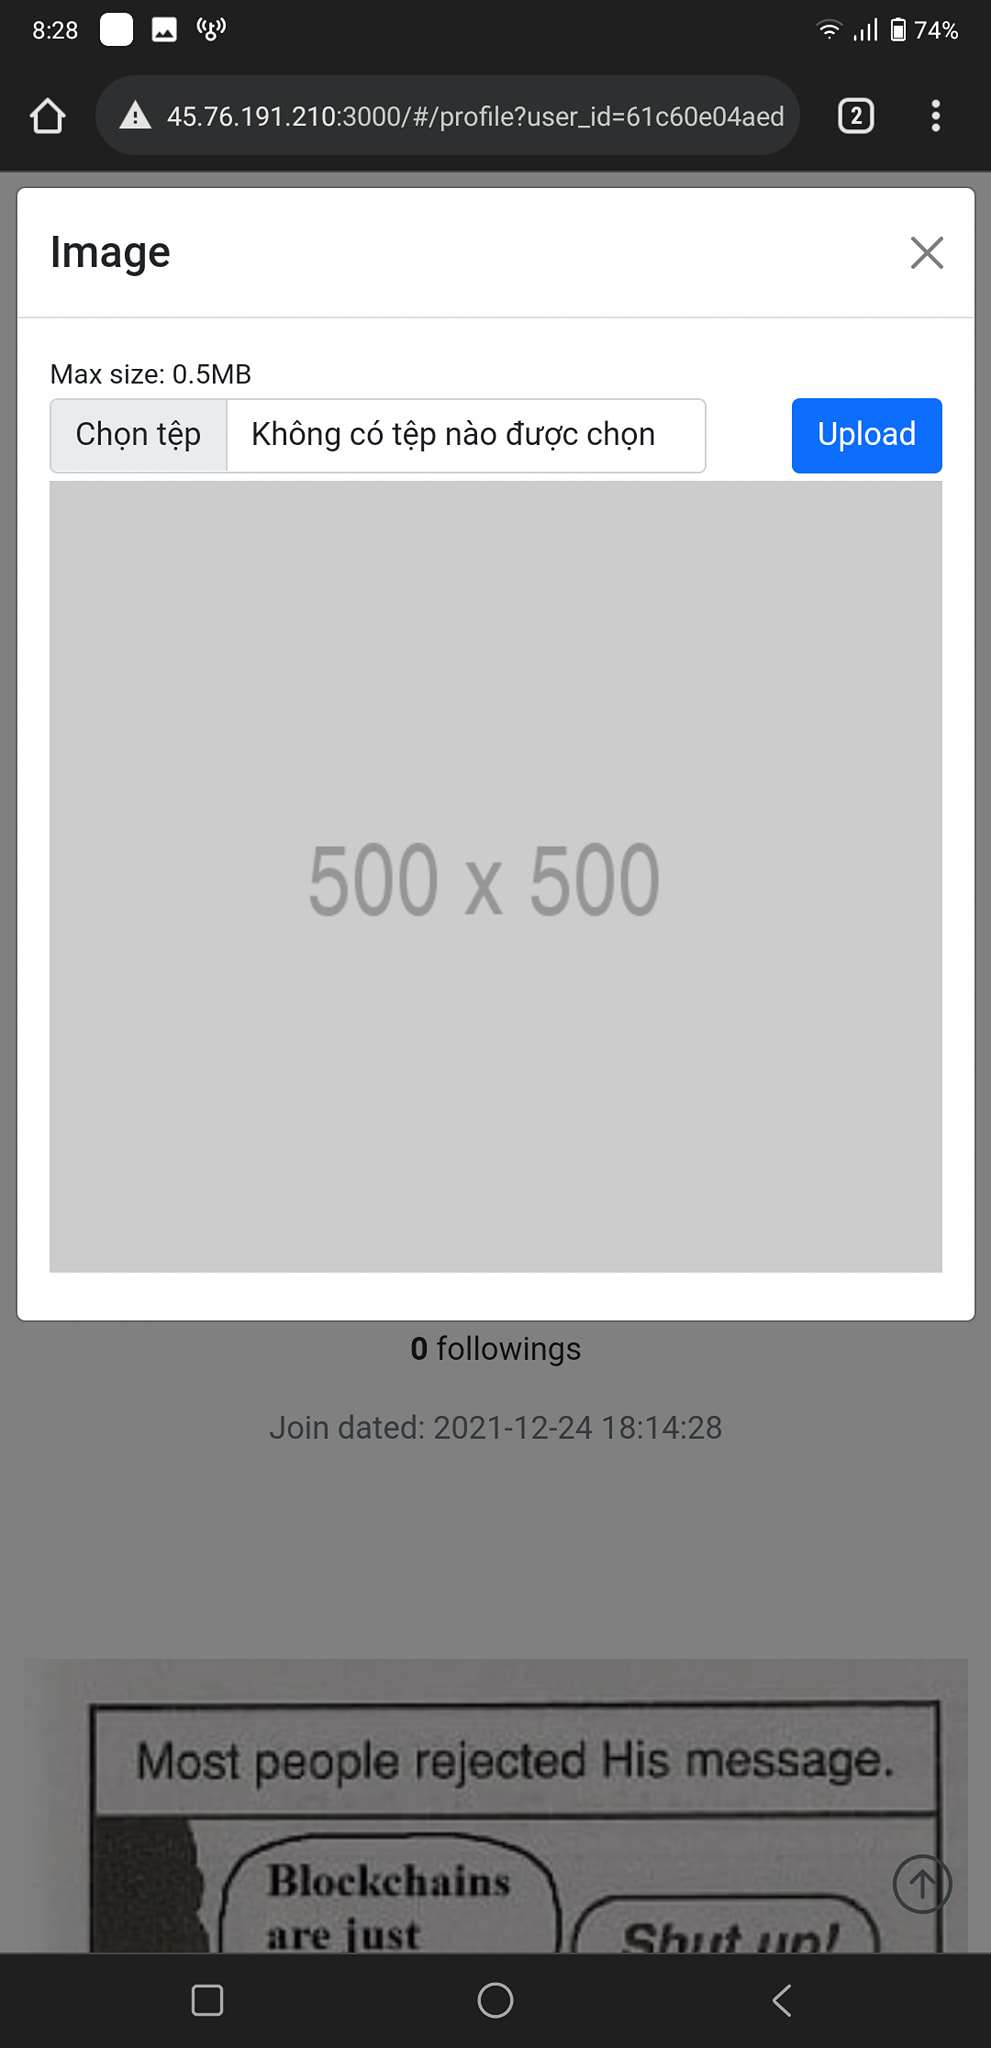 8:28
74%
45.76.191.210:3000/#/profile?user_id=61c60e04aed
2
Image
Max size: 0.5MB
Chọn tệp Không có tệp nào được chọn Upload
500 x 500
0 followings
Join dated: 2021-12-24 18:14:28
Most people rejected His message.
Blockchains
are just
Shut up!